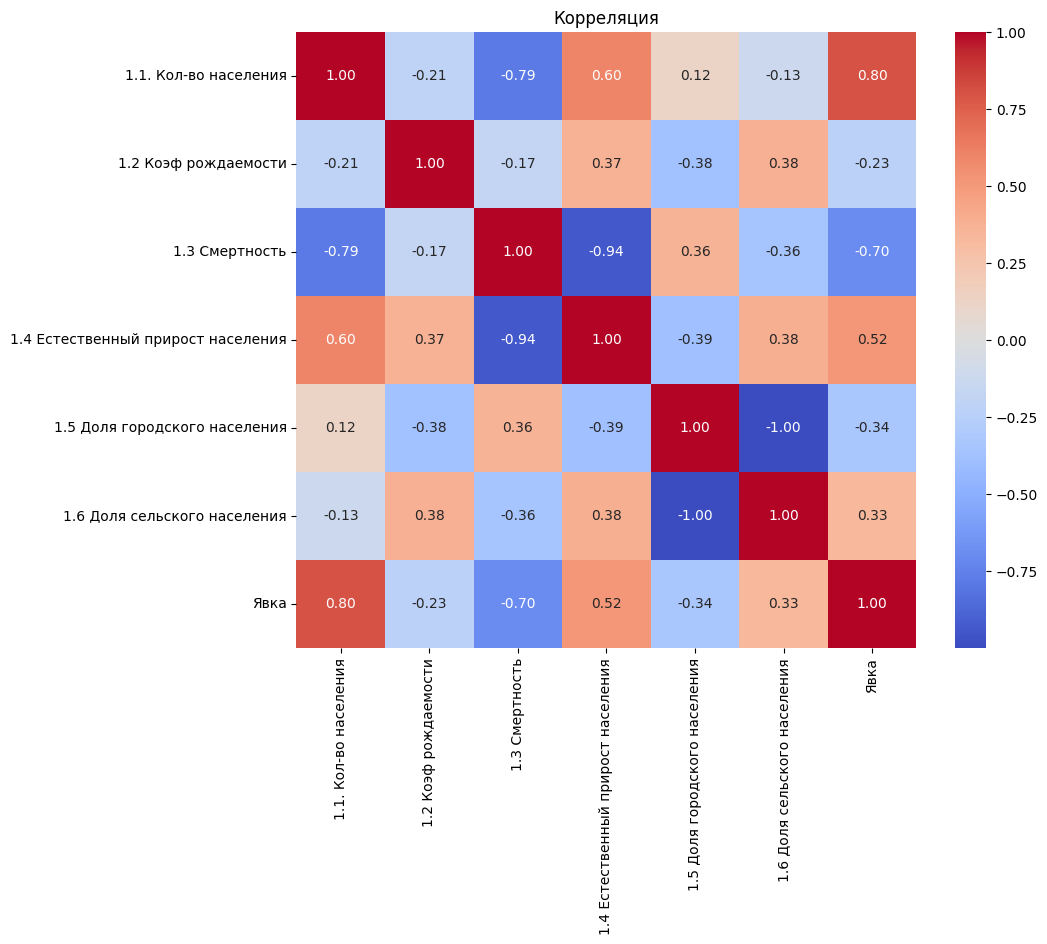 Корреляция
1.1. Кол-во населения
1.00 -0.21 -0.79 0.60 0.12 -0.13 0.80
1.2 Коэф рождаемости
-0.21 1.00 -0.17 0.37 -0.38 0.38 -0.23
1.3 Смертность
-0.79 -0.17 1.00 -0.94 0.36 -0.36 -0.70
1.4 Естественный прирост населения
0.60 0.37 -0.94 1.00 -0.39 0.38 0.52
1.5 Доля городского населения
0.12 -0.38 0.36 -0.39 1.00 -1.00 -0.34
1.6 Доля сельского населения
-0.13 0.38 -0.36 0.38 -1.00 1.00 0.33
Явка
0.80 -0.23 -0.70 0.52 -0.34 0.33 1.00
1.1. Кол-во населения
1.2 Коэф рождаемости
1.3 Смертность
1.4 Естественный прирост населения
1.5 Доля городского населения
1.6 Доля сельского населения
Явка
1.00
0.75
0.50
0.25
0.00
−0.25
−0.50
−0.75